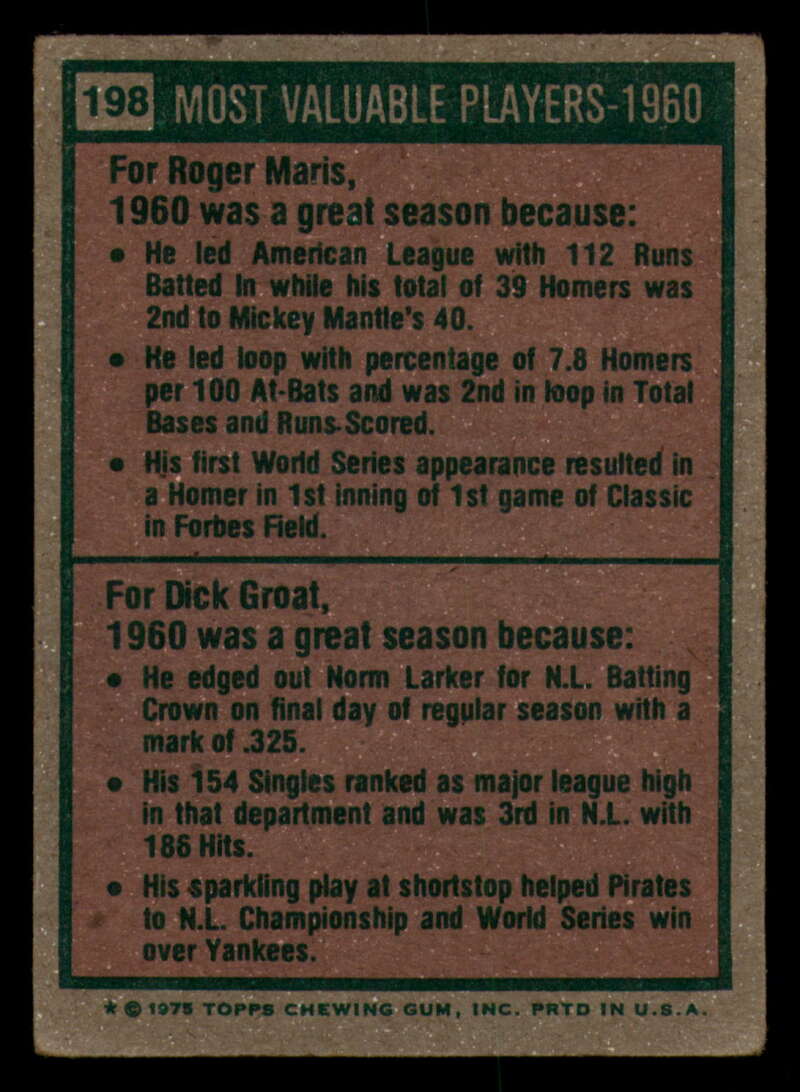 198 MOST VALUABLE PLAYERS-1960
For Roger Maris,
1960 was a great season because:
• He led American League with 112 Runs
Batted In while his total of 39 Homers was
2nd to Mickey Mantle's 40.
• He led loop with percentage of 7.8 Homers
per 100 At-Bats and was 2nd in loop in Total
Bases and Runs-Scored.
• His first World Series appearance resulted in
a Homer in 1st inning of 1st game of Classic
in Forbes Field.
For Dick Groat,
1960 was a great season because:
• He edged out Norm Larker for N.L. Batting
Crown on final day of regular season with a
mark of .325.
• His 154 Singles ranked as major league high
in that department and was 3rd in N.L. with
186 Hits.
• His sparkling play at shortstop helped Pirates
to N.L. Championship and World Series win
over Yankees.
* © 1975 TOPPS CHEWING GUM, INC. PRTD IN U.S.A.